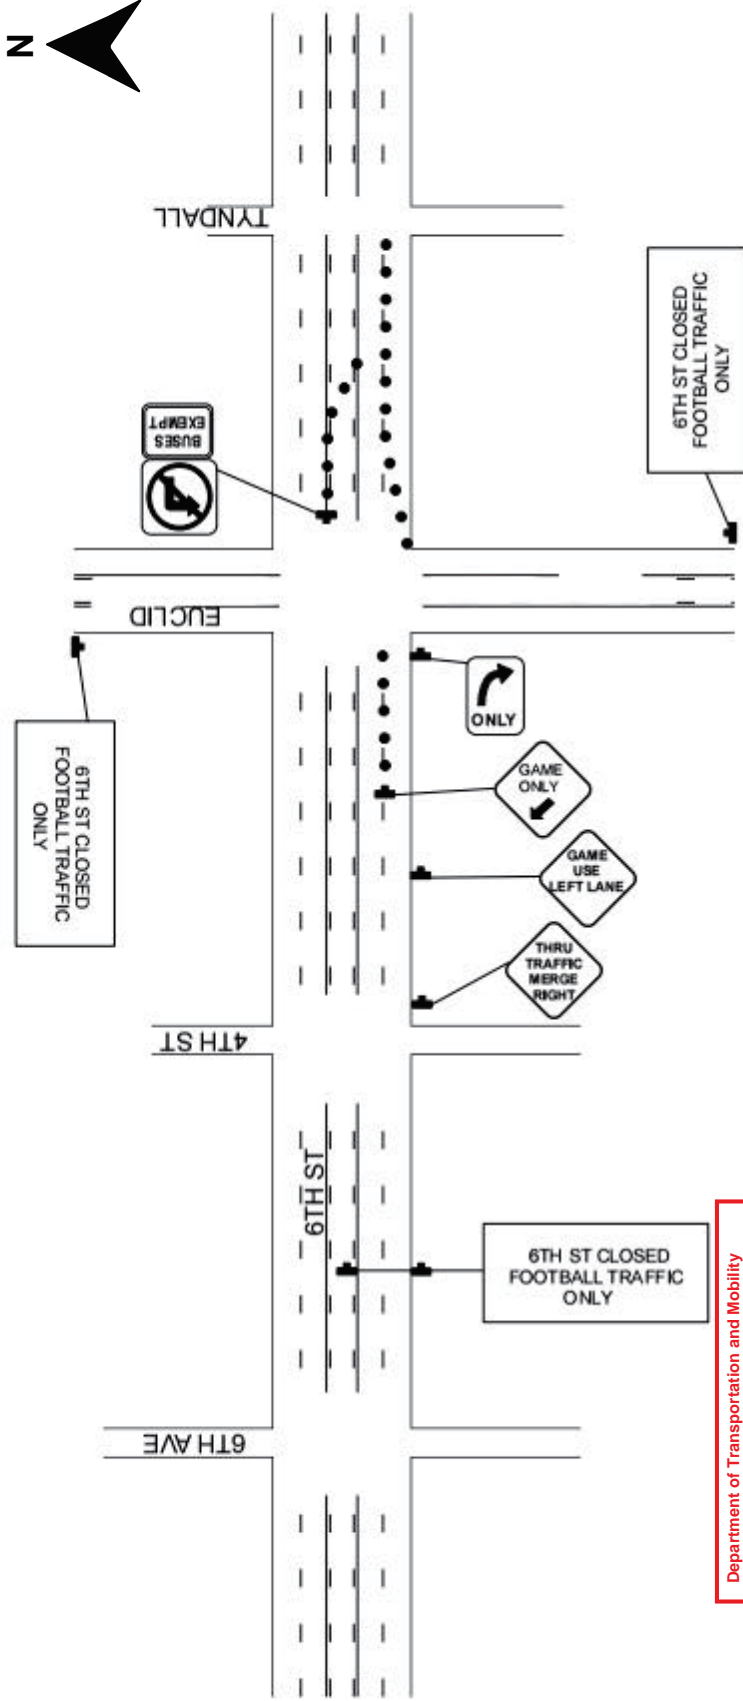 N
TYNDALL
BUSES
EXEMPT
6TH ST CLOSED
FOOTBALL TRAFFIC
ONLY
EUCLID
6TH ST CLOSED
FOOTBALL TRAFFIC
ONLY
ONLY
GAME
ONLY
GAME
USE
LEFT LANE
THRU
TRAFFIC
MERGE
RIGHT
4TH ST
6TH ST
6TH ST CLOSED
FOOTBALL TRAFFIC
ONLY
6TH AVE
Department of Transportation and Mobility